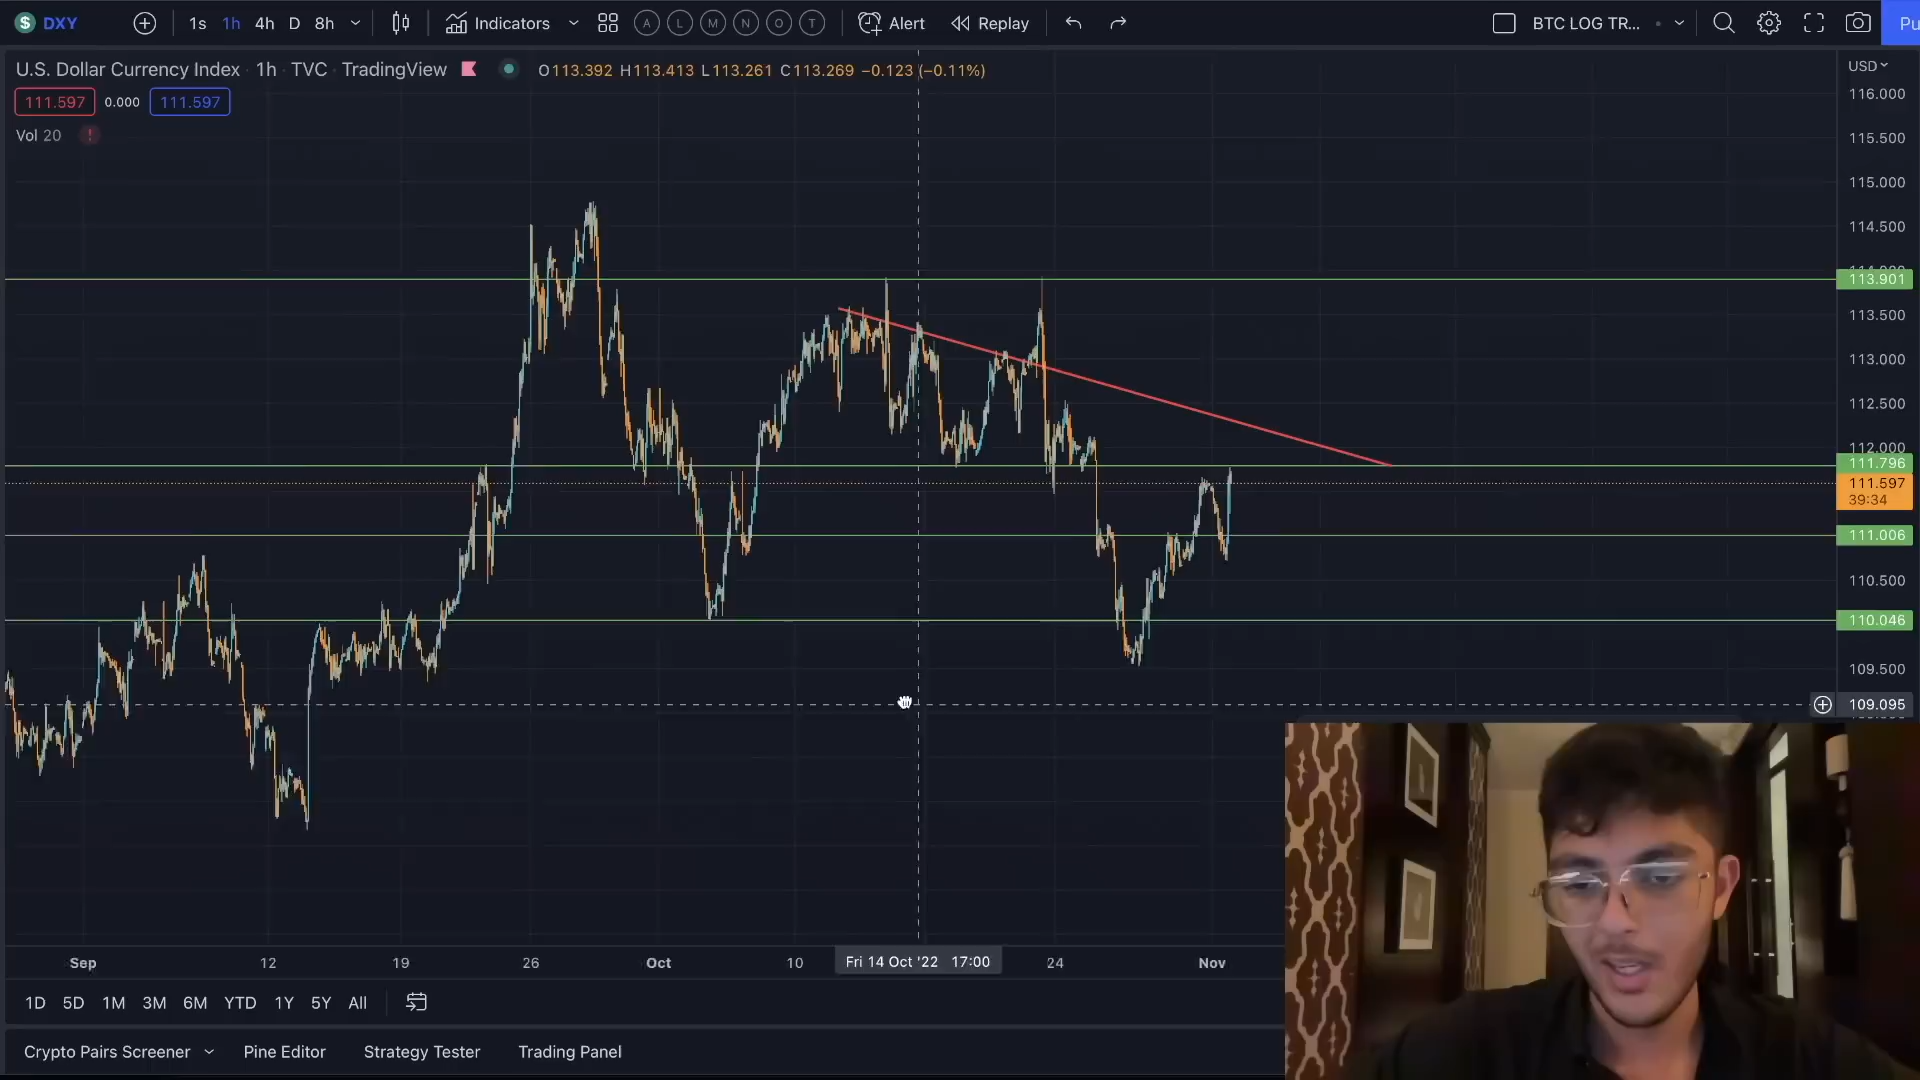 $ DXY 1s 1h 4h D 8h Indicators A L M N O T Alert Replay BTC LOG TR... Pu
U.S. Dollar Currency Index · 1h · TVC · TradingView O113.392 H113.413 L113.261 C113.269 −0.123 (−0.11%) USD
111.597 0.000 111.597
Vol 20 !
116.000
115.500
115.000
114.500
113.901
113.500
113.000
112.500
112.000
111.796
111.597
39:34
111.006
110.500
110.046
109.500
109.095
Sep 12 19 26 Oct 10 Fri 14 Oct '22 17:00 24 Nov
1D 5D 1M 3M 6M YTD 1Y 5Y All
Crypto Pairs Screener Pine Editor Strategy Tester Trading Panel